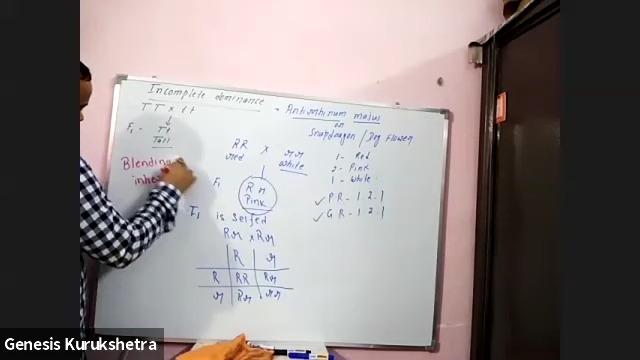 Incomplete dominance
TT x tt
F₁ - Tt
Tall
Blending
RR x rr
red white
F₁ Rr
Pink
F₁ is selfed
Rr x Rr
R r
R RR Rr
r Rr rr
Antirrhinum
or
Snapdragon / Dog Flower
1 - Red
2 - Pink
1 - White
PR - 1 2 1
GR - 1 2 1
Genesis Kurukshetra